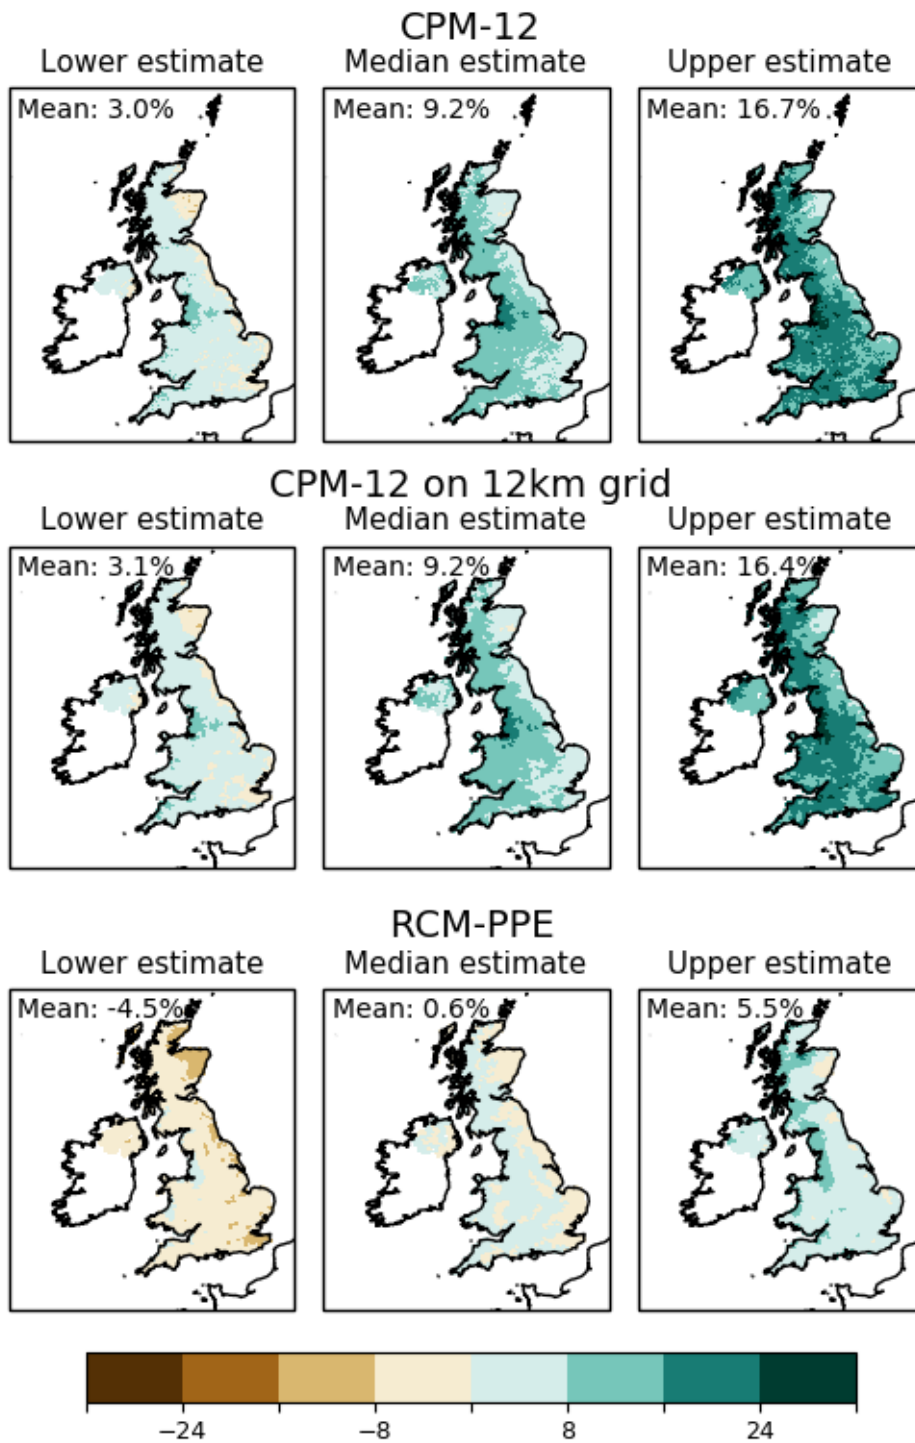 CPM-12
Lower estimate Median estimate Upper estimate
Mean: 3.0% Mean: 9.2% Mean: 16.7%
CPM-12 on 12km grid
Lower estimate Median estimate Upper estimate
Mean: 3.1% Mean: 9.2% Mean: 16.4%
RCM-PPE
Lower estimate Median estimate Upper estimate
Mean: -4.5% Mean: 0.6% Mean: 5.5%
−24 −8 8 24